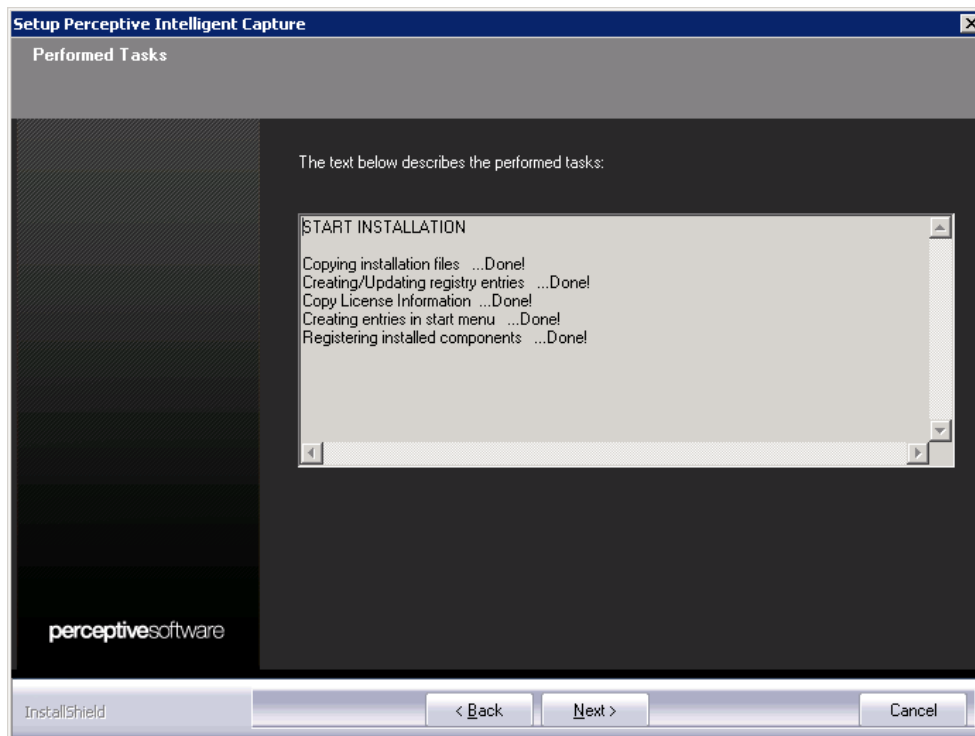 Setup Perceptive Intelligent Capture
Performed Tasks
The text below describes the performed tasks:
START INSTALLATION
Copying installation files ...Done!
Creating/Updating registry entries ...Done!
Copy License Information ...Done!
Creating entries in start menu ...Done!
Registering installed components ...Done!
perceptivesoftware
InstallShield
< Back
Next >
Cancel